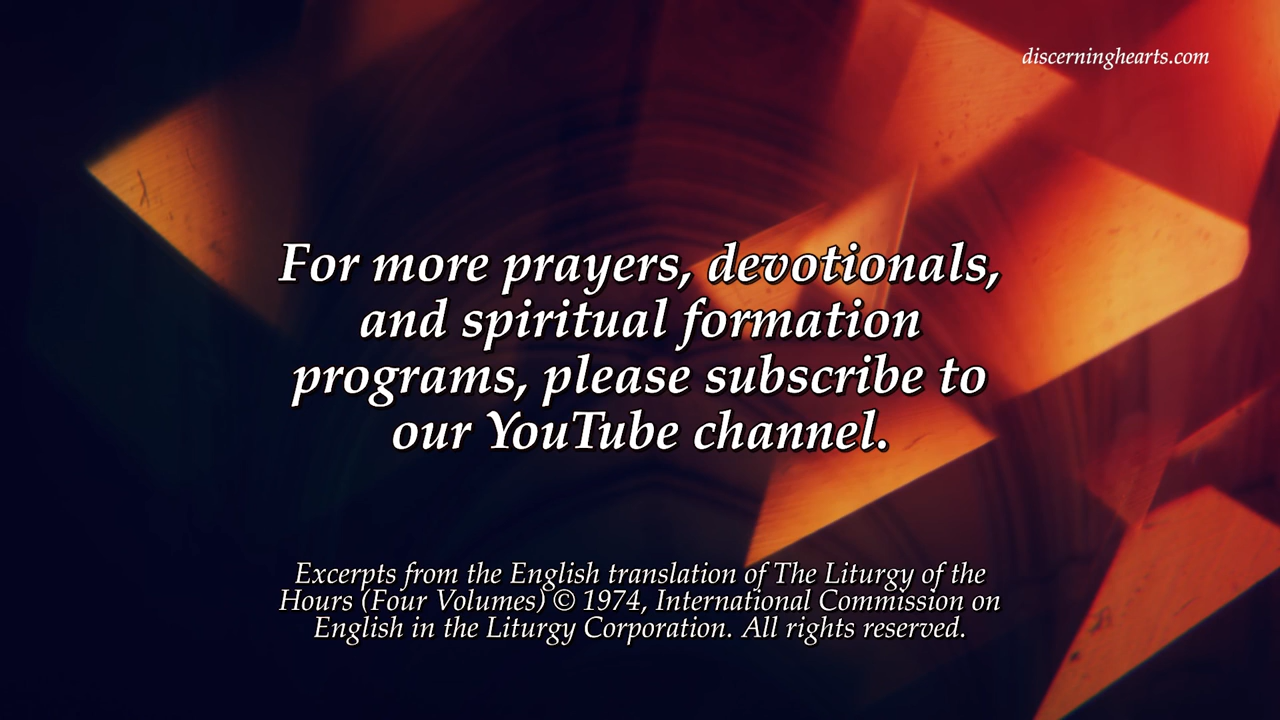 discerninghearts.com
For more prayers, devotionals,
and spiritual formation
programs, please subscribe to
our YouTube channel.
Excerpts from the English translation of The Liturgy of the
Hours (Four Volumes) © 1974, International Commission on
English in the Liturgy Corporation. All rights reserved.